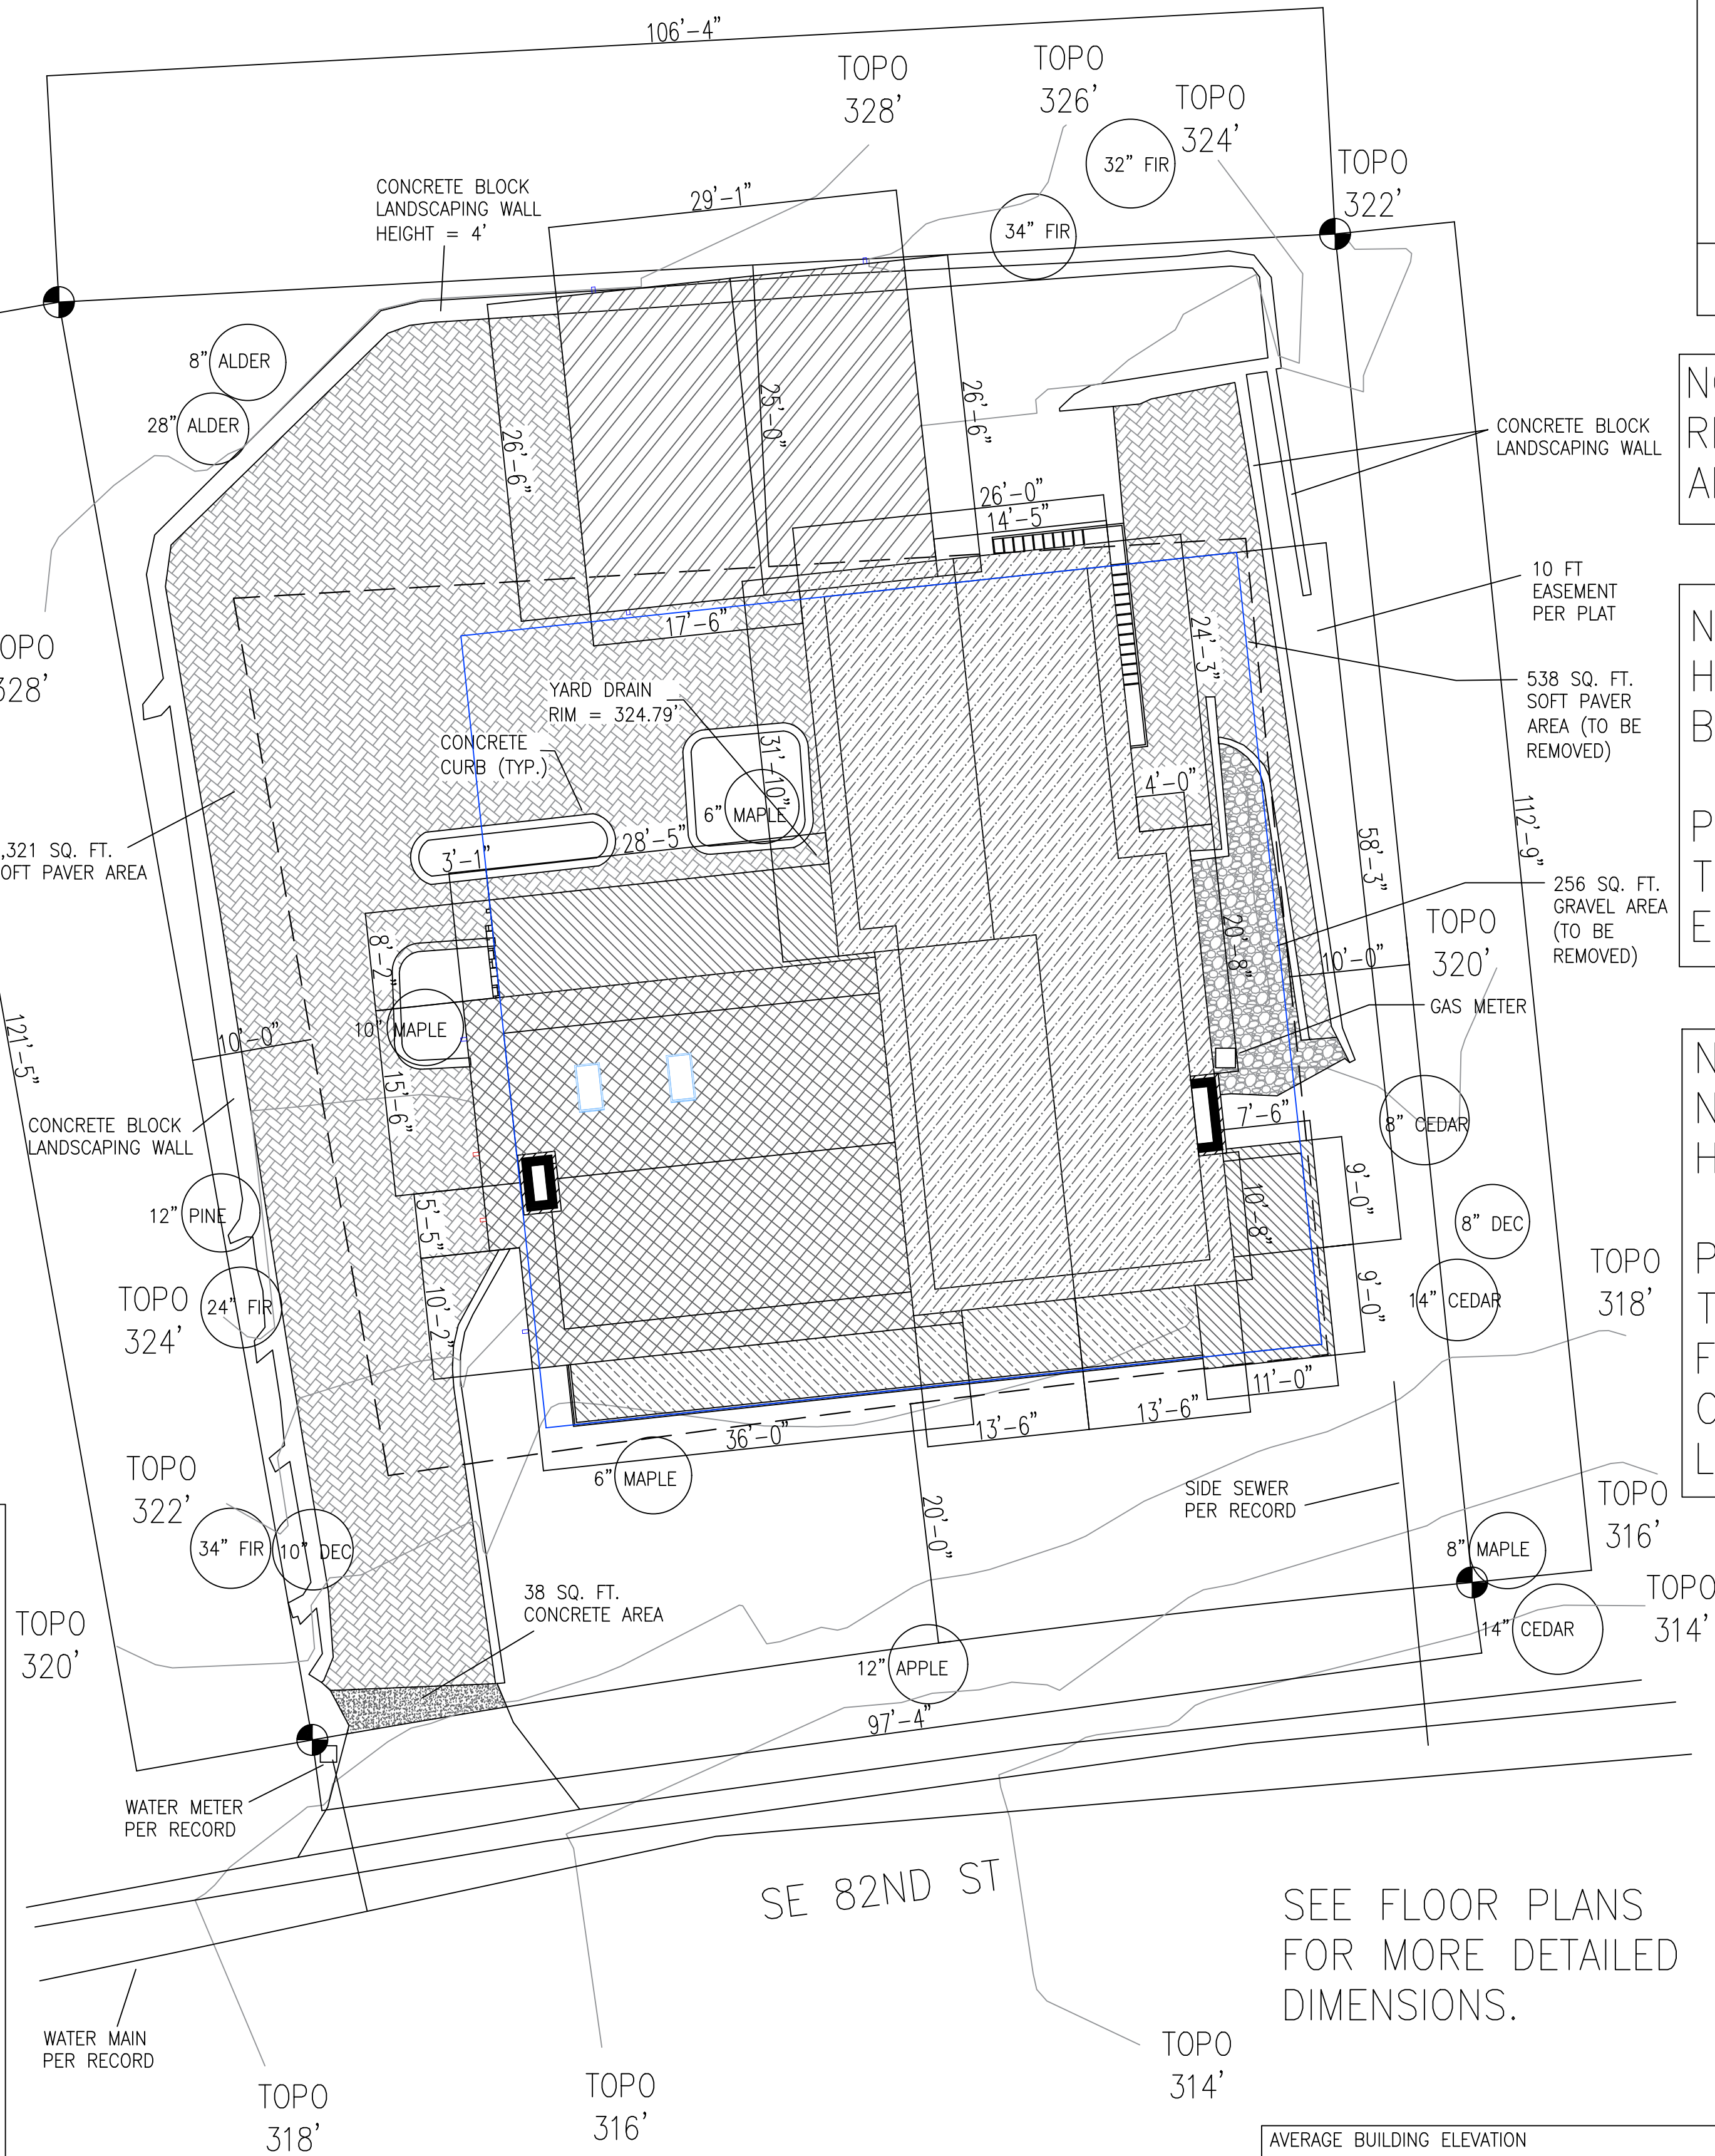 106'-4"
TOPO
328'
TOPO
326'
TOPO
324'
32" FIR
TOPO
322'
CONCRETE BLOCK
LANDSCAPING WALL
HEIGHT = 4'
29'-1"
34" FIR
8" ALDER
28" ALDER
26'-6"
25'-0"
26'-6"
CONCRETE BLOCK
LANDSCAPING WALL
26'-0"
14'-5"
10 FT
EASEMENT
PER PLAT
17'-6"
24'-3"
538 SQ. FT.
SOFT PAVER
AREA (TO BE
REMOVED)
YARD DRAIN
RIM = 324.79'
CONCRETE
CURB (TYP.)
31'-10"
6" MAPLE
4'-0"
28'-5"
3'-1"
58'-3"
112'-9"
,321 SQ. FT.
OFT PAVER AREA
OPO
328'
256 SQ. FT.
GRAVEL AREA
(TO BE
REMOVED)
TOPO
320'
8'-2"
20'-8"
10'-0"
GAS METER
10" MAPLE
121'-5"
10'-0"
15'-6"
CONCRETE BLOCK
LANDSCAPING WALL
7'-6"
8" CEDAR
9'-0"
10'-8"
12" PINE
5'-5"
8" DEC
TOPO
318'
24" FIR
TOPO
324'
10'-2"
9'-0"
14" CEDAR
11'-0"
13'-6"
13'-6"
36'-0"
6" MAPLE
TOPO
322'
34" FIR
10" DEC
20'-0"
SIDE SEWER
PER RECORD
TOPO
316'
8" MAPLE
TOPO
314'
14" CEDAR
38 SQ. FT.
CONCRETE AREA
TOPO
320'
12" APPLE
97'-4"
WATER METER
PER RECORD
SE 82ND ST
SEE FLOOR PLANS
FOR MORE DETAILED
DIMENSIONS.
WATER MAIN
PER RECORD
TOPO
318'
TOPO
316'
TOPO
314'
AVERAGE BUILDING ELEVATION